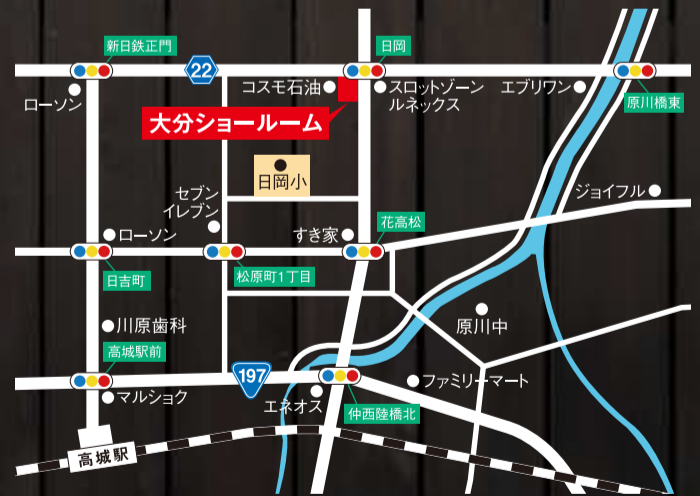 新日鉄正門
日岡
22
コスモ石油
スロットゾーン
ルネックス
エブリワン
ローソン
原川橋東
大分ショールーム
日岡小
セブン
イレブン
ジョイフル
花高松
ローソン
すき家
日吉町
松原町1丁目
川原歯科
原川中
高城駅前
197
ファミリーマート
マルショク
エネオス
仲西陸橋北
高城駅